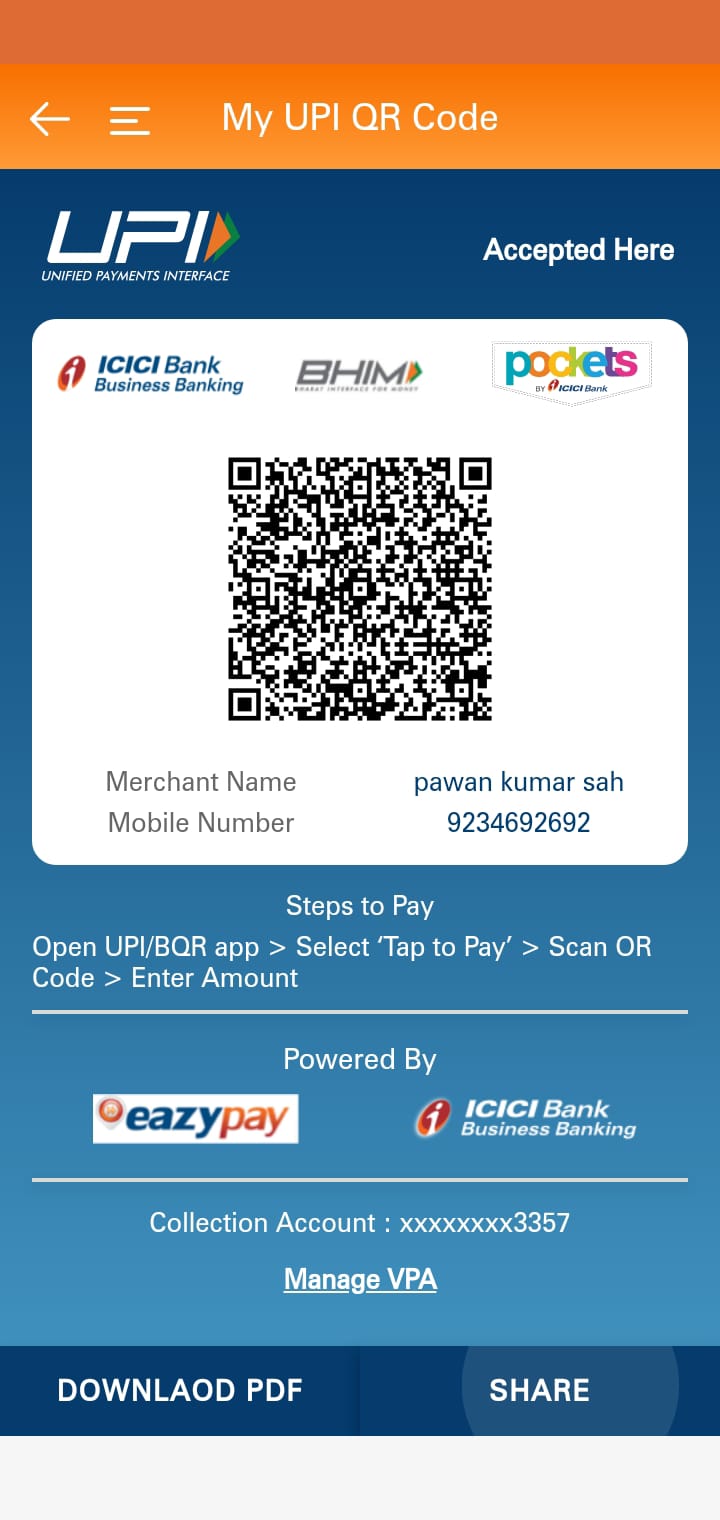 My UPI QR Code
UPI
UNIFIED PAYMENTS INTERFACE
Accepted Here
ICICI Bank
Business Banking
BHIM
BHARAT INTERFACE FOR MONEY
pockets
BY ICICI Bank
Merchant Name pawan kumar sah
Mobile Number 9234692692
Steps to Pay
Open UPI/BQR app > Select ‘Tap to Pay’ > Scan OR
Code > Enter Amount
Powered By
eazypay
ICICI Bank
Business Banking
Collection Account : xxxxxxxx3357
Manage VPA
DOWNLAOD PDF SHARE